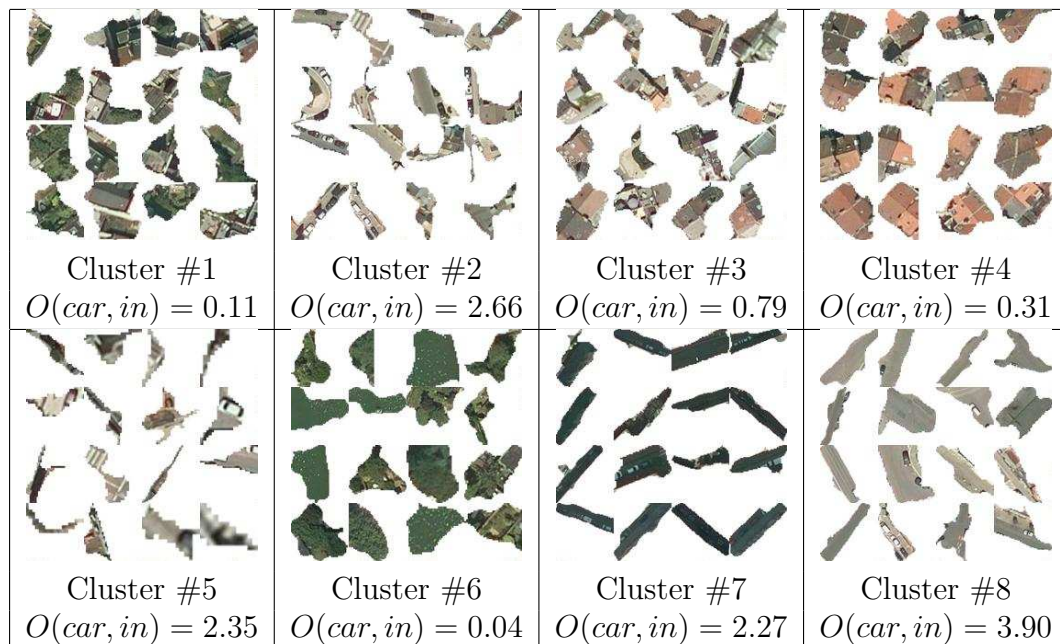 Cluster #1
O(car, in) = 0.11
Cluster #2
O(car, in) = 2.66
Cluster #3
O(car, in) = 0.79
Cluster #4
O(car, in) = 0.31
Cluster #5
O(car, in) = 2.35
Cluster #6
O(car, in) = 0.04
Cluster #7
O(car, in) = 2.27
Cluster #8
O(car, in) = 3.90